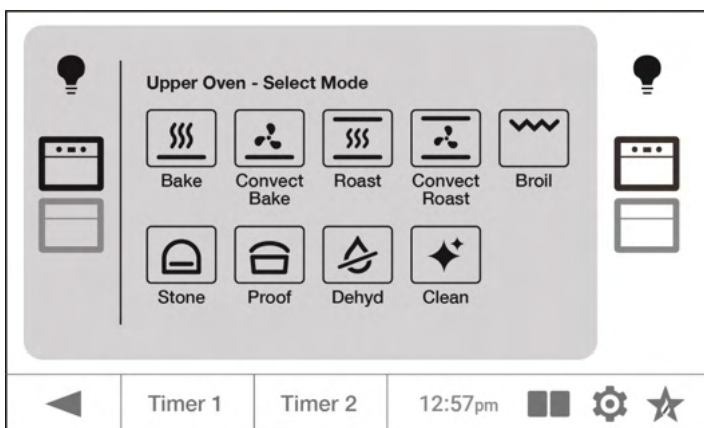 Upper Oven - Select Mode
Bake
Convect
Bake
Roast
Convect
Roast
Broil
Stone
Proof
Dehyd
Clean
Timer 1
Timer 2
12:57pm